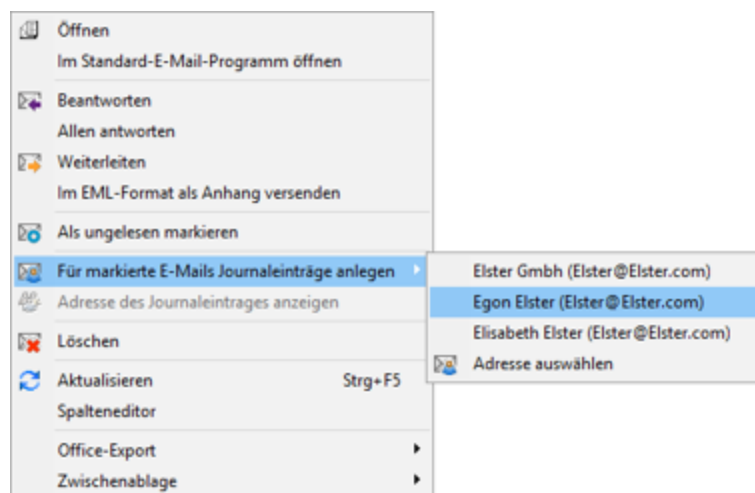 Öffnen
Im Standard-E-Mail-Programm öffnen
Beantworten
Allen antworten
Weiterleiten
Im EML-Format als Anhang versenden
Als ungelesen markieren
Für markierte E-Mails Journaleinträge anlegen
Adresse des Journaleintrages anzeigen
Löschen
Aktualisieren Strg+F5
Spalteneditor
Office-Export
Zwischenablage
Elster Gmbh (Elster@Elster.com)
Egon Elster (Elster@Elster.com)
Elisabeth Elster (Elster@Elster.com)
Adresse auswählen